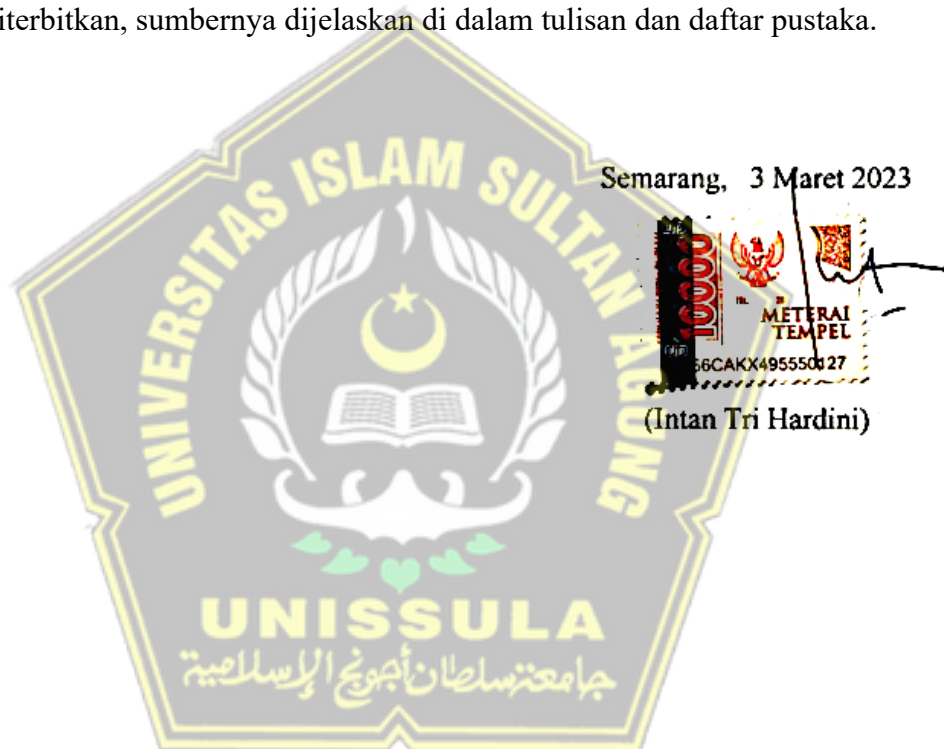 iterbitkan, sumbernya dijelaskan di dalam tulisan dan daftar pustaka.
Semarang, 3 Maret 2023
10000
METERAI
TEMPEL
56CAKX495550127
(Intan Tri Hardini)
UNIVERSITAS ISLAM SULTAN AGUNG
UNISSULA
جامعة سلطان أجونج الإسلامية